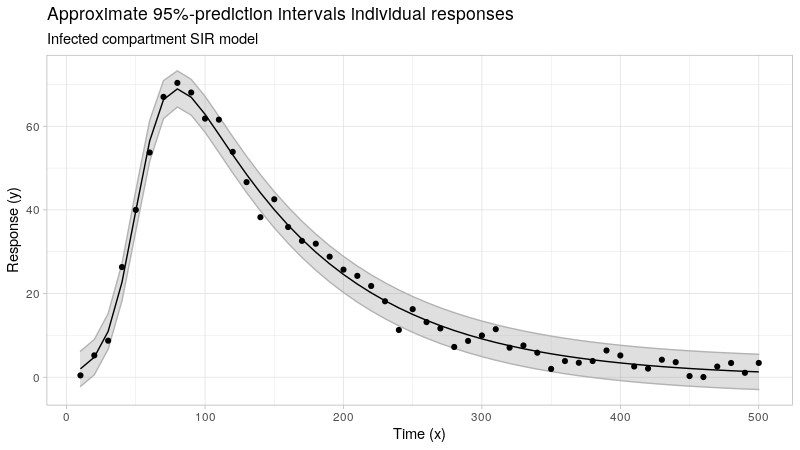 Approximate 95%-prediction intervals individual responses
Infected compartment SIR model
Response (y)
60
40
20
0
0 100 200 300 400 500
Time (x)